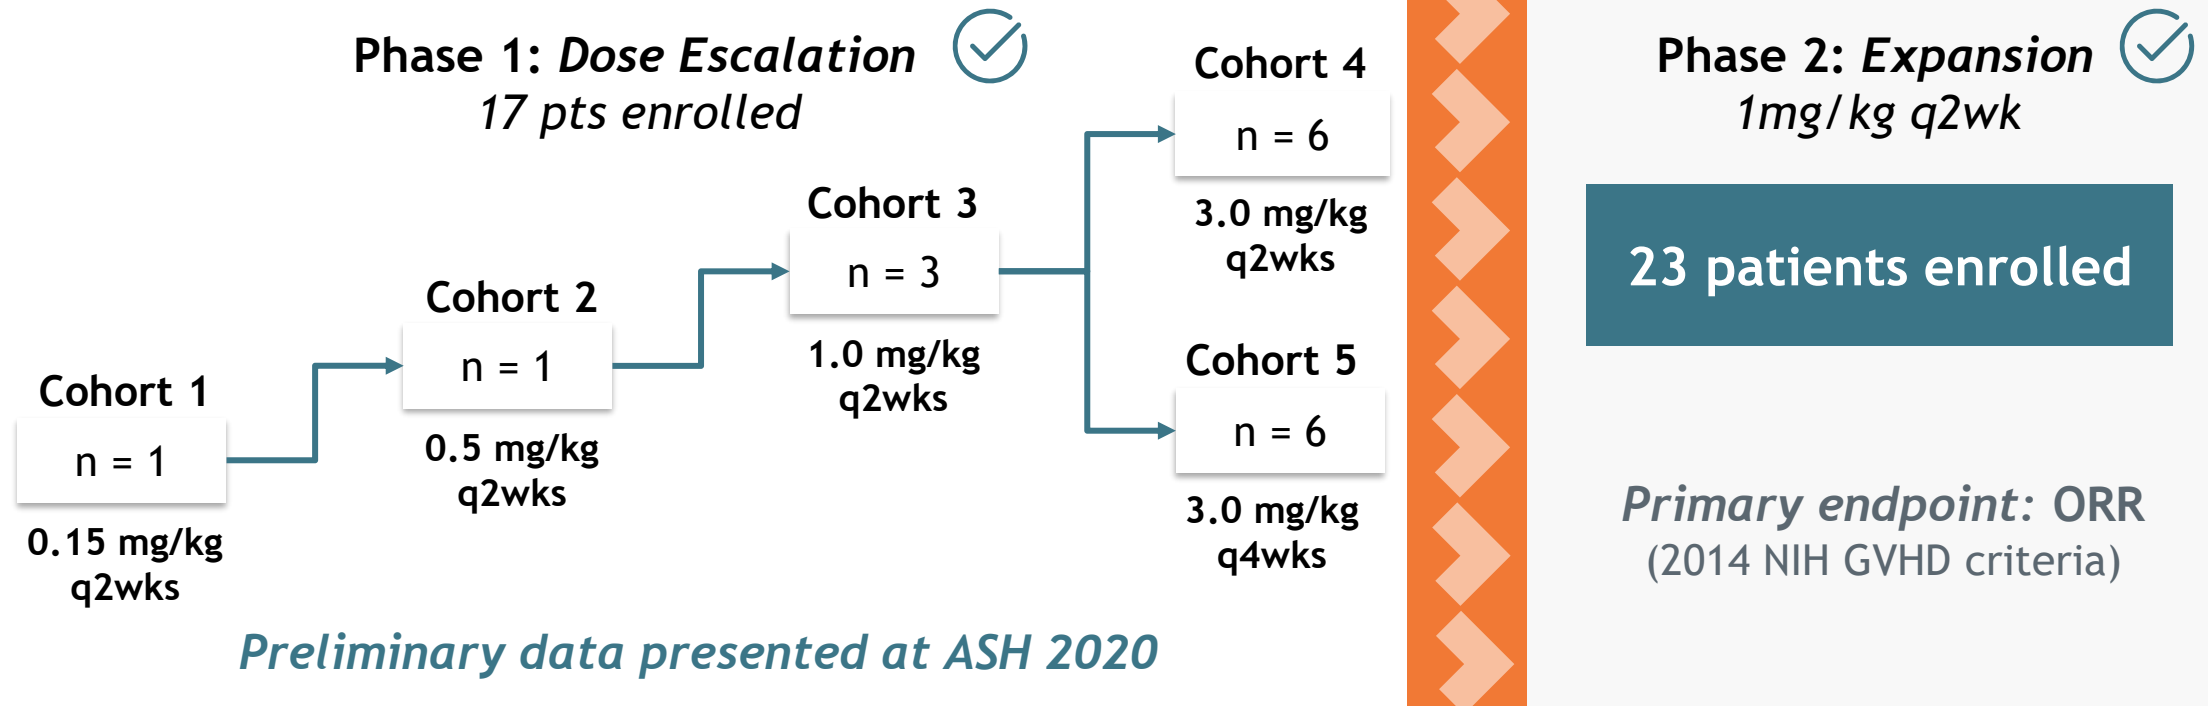 Phase 1: Dose Escalation
17 pts enrolled
Cohort 1
n = 1
0.15 mg/kg
q2wks
Cohort 2
n = 1
0.5 mg/kg
q2wks
Cohort 3
n = 3
1.0 mg/kg
q2wks
Cohort 4
n = 6
3.0 mg/kg
q2wks
Cohort 5
n = 6
3.0 mg/kg
q4wks
Preliminary data presented at ASH 2020
Phase 2: Expansion
1mg/kg q2wk
23 patients enrolled
Primary endpoint: ORR
(2014 NIH GVHD criteria)